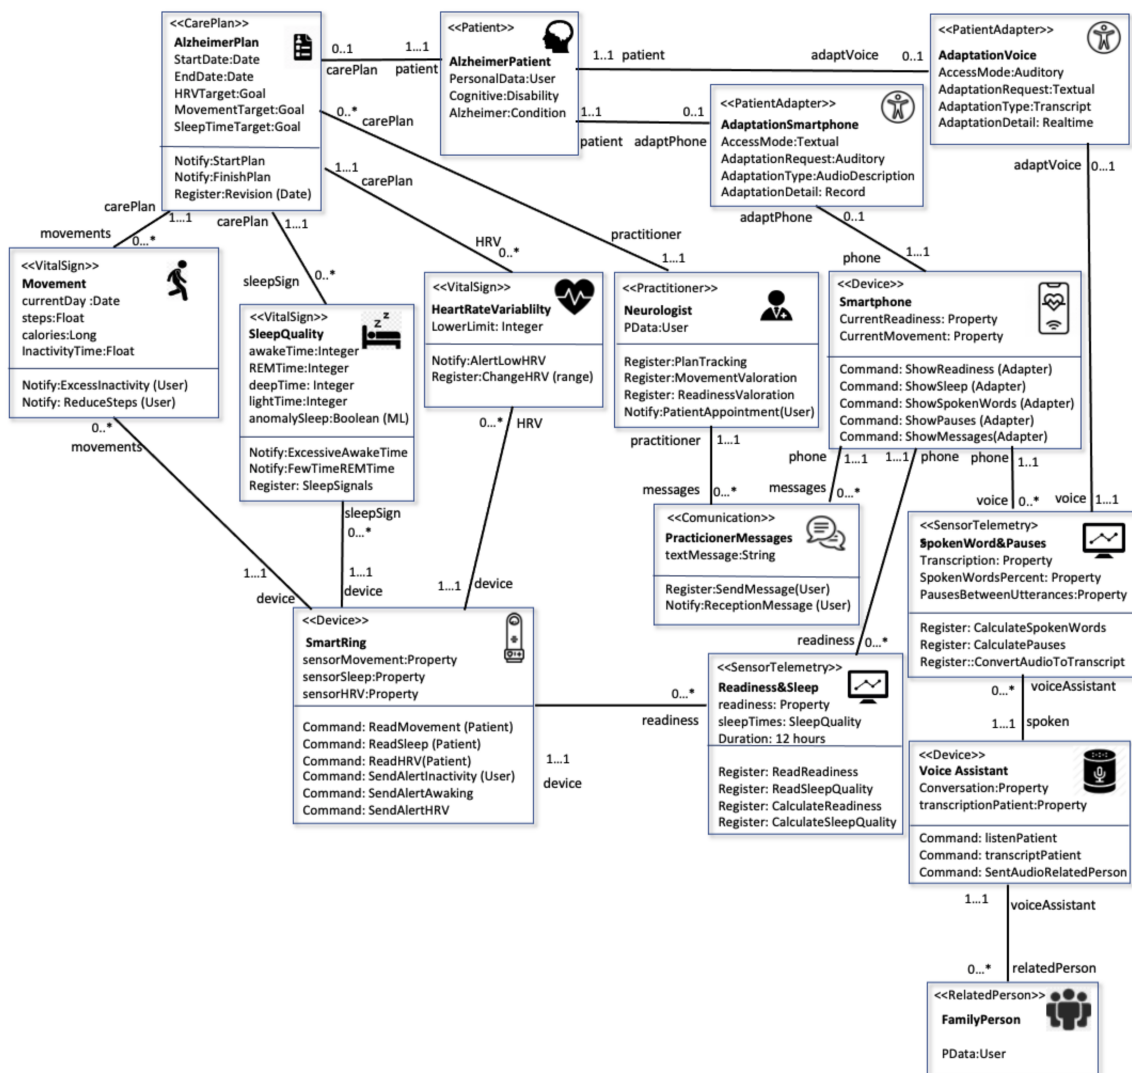 <<CarePlan>>
AlzheimerPlan
StartDate:Date
EndDate:Date
HRVTarget:Goal
MovementTarget:Goal
SleepTimeTarget:Goal
Notify:StartPlan
Notify:FinishPlan
Register:Revision (Date)
0..1
carePlan
1...1
patient
<<Patient>>
AlzheimerPatient
PersonalData:User
Cognitive:Disability
Alzheimer:Condition
1..1 patient
adaptVoice
0..1
<<PatientAdapter>>
AdaptationVoice
AccessMode:Auditory
AdaptationRequest:Textual
AdaptationType:Transcript
AdaptationDetail: Realtime
1..1
patient
0..1
adaptPhone
<<PatientAdapter>>
AdaptationSmartphone
AccessMode:Textual
AdaptationRequest:Auditory
AdaptationType:AudioDescription
AdaptationDetail: Record
0..*
carePlan
1...1
carePlan
adaptVoice
0...1
carePlan
1...1
movements
0...*
carePlan
1...1
sleepSign
0..*
HRV
0..*
practitioner
1...1
adaptPhone
0...1
phone
1...1
<<VitalSign>>
Movement
currentDay :Date
steps:Float
calories:Long
InactivityTime:Float
Notify:ExcessInactivity (User)
Notify: ReduceSteps (User)
<<VitalSign>>
SleepQuality
awakeTime:Integer
REMTime:Integer
deepTime: Integer
lightTime:Integer
anomalySleep:Boolean (ML)
Notify:ExcessiveAwakeTime
Notify:FewTimeREMTime
Register: SleepSignals
<<VitalSign>>
HeartRateVariablilty
LowerLimit: Integer
Notify:AlertLowHRV
Register:ChangeHRV (range)
<<Practitioner>>
Neurologist
PData:User
Register:PlanTracking
Register:MovementValoration
Register: ReadinessValoration
Notify:PatientAppointment(User)
<<Device>>
Smartphone
CurrentReadiness: Property
CurrentMovement: Property
Command: ShowReadiness (Adapter)
Command: ShowSleep (Adapter)
Command: ShowSpokenWords (Adapter)
Command: ShowPauses (Adapter)
Command: ShowMessages(Adapter)
0..*
movements
0...* HRV
practitioner
1...1
messages
0...*
phone
1...1
messages
0...*
1...1
phone
phone
1..1
voice
0..*
voice
1...1
<<Comunication>>
PracticionerMessages
textMessage:String
Register:SendMessage(User)
Notify:ReceptionMessage (User)
<<SensorTelemetry>
SpokenWord&Pauses
Transcription: Property
SpokenWordsPercent: Property
PausesBetweenUtterances:Property
Register: CalculateSpokenWords
Register: CalculatePauses
Register::ConvertAudioToTranscript
sleepSign
0...*
1...1
device
1...1
device
1...1
device
<<Device>>
SmartRing
sensorMovement:Property
sensorSleep:Property
sensorHRV:Property
Command: ReadMovement (Patient)
Command: ReadSleep (Patient)
Command: ReadHRV(Patient)
Command: SendAlertInactivity (User)
Command: SendAlertAwaking
Command: SendAlertHRV
readiness
0...*
0...*
readiness
1...1
device
<<SensorTelemetry>>
Readiness&Sleep
readiness: Property
sleepTimes: SleepQuality
Duration: 12 hours
Register: ReadReadiness
Register: ReadSleepQuality
Register: CalculateReadiness
Register: CalculateSleepQuality
0...*
voiceAssistant
1...1
spoken
<<Device>>
Voice Assistant
Conversation:Property
transcriptionPatient:Property
Command: listenPatient
Command: transcriptPatient
Command: SentAudioRelatedPerson
1...1
voiceAssistant
0...*
relatedPerson
<<RelatedPerson>>
FamilyPerson
PData:User